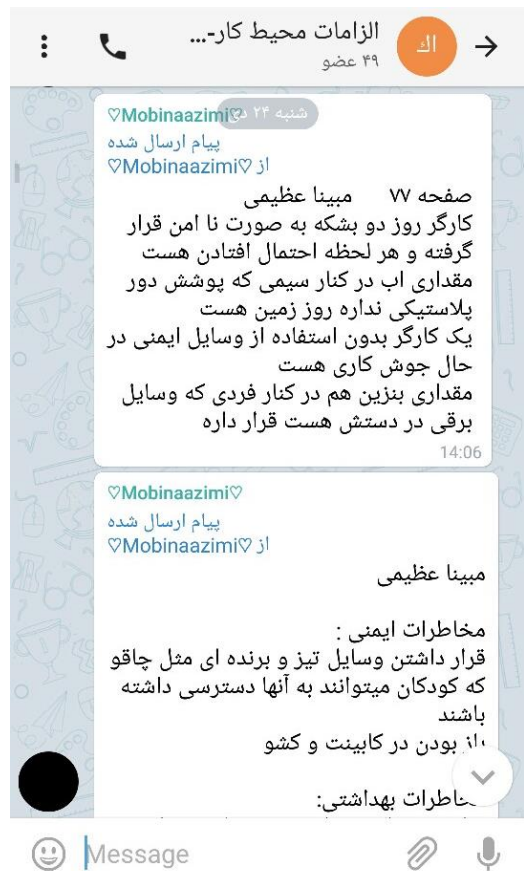 الزامات محیط کار-...
۴۹ عضو
اك
شنبه ۲۴ دی
♡Mobinaazimi♡
پیام ارسال شده
از ♡Mobinaazimi♡
صفحه ۷۷ مبینا عظیمی
کارگر روز دو بشکه به صورت نا امن قرار
گرفته و هر لحظه احتمال افتادن هست
مقداری اب در کنار سیمی که پوشش دور
پلاستیکی نداره روز زمین هست
یک کارگر بدون استفاده از وسایل ایمنی در
حال جوش کاری هست
مقداری بنزین هم در کنار فردی که وسایل
برقی در دستش هست قرار داره
14:06
♡Mobinaazimi♡
پیام ارسال شده
از ♡Mobinaazimi♡
مبینا عظیمی
مخاطرات ایمنی :
قرار داشتن وسایل تیز و برنده ای مثل چاقو
که کودکان میتوانند به آنها دسترسی داشته
باشند
باز بودن در کابینت و کشو
مخاطرات بهداشتی:
Message